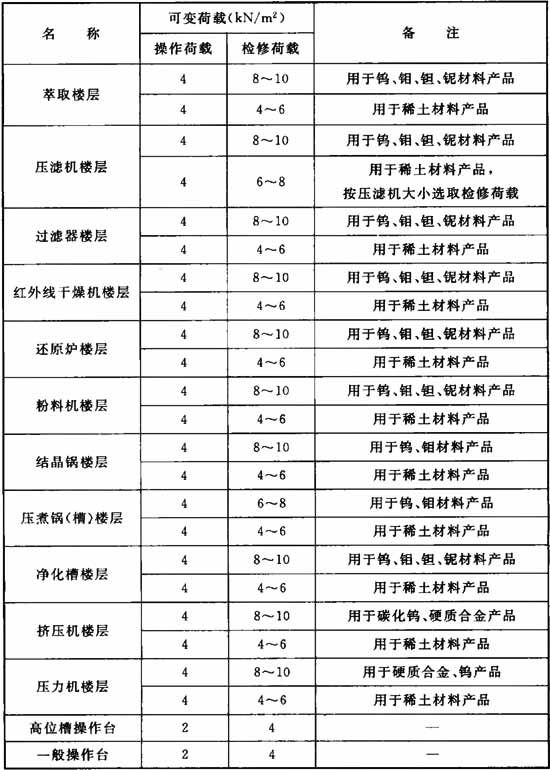 名 称 可变荷载(kN/m²) 备 注
操作荷载 检修荷载
萃取楼层 4 8～10 用于钨、钼、钽、铌材料产品
4 4～6 用于稀土材料产品
压滤机楼层 4 8～10 用于钨、钼、钽、铌材料产品
4 6～8 用于稀土材料产品，
按压滤机大小选取检修荷载
过滤器楼层 4 8～10 用于钨、钼、钽、铌材料产品
4 4～6 用于稀土材料产品
红外线干燥机楼层 4 8～10 用于钨、钼、钽、铌材料产品
4 4～6 用于稀土材料产品
还原炉楼层 4 8～10 用于钨、钼、钽、铌材料产品
4 4～6 用于稀土材料产品
粉料机楼层 4 8～10 用于钨、钼、钽、铌材料产品
4 4～6 用于稀土材料产品
结晶锅楼层 4 8～10 用于钨、钼材料产品
4 4～6 用于稀土材料产品
压煮锅(槽)楼层 4 6～8 用于钨、钼材料产品
4 4～6 用于稀土材料产品
净化槽楼层 4 8～10 用于钨、钼、钽、铌材料产品
4 4～6 用于稀土材料产品
挤压机楼层 4 8～10 用于碳化钨、硬质合金产品
4 4～6 用于稀土材料产品
压力机楼层 4 8～10 用于硬质合金、钨产品
4 4～6 用于稀土材料产品
高位槽操作台 2 4 —
一般操作台 2 4 —